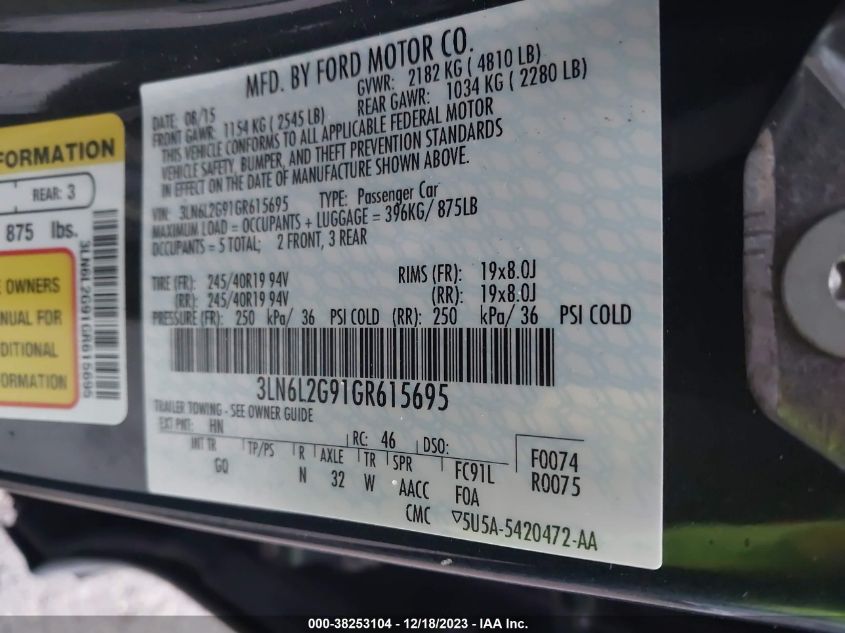 MFD. BY FORD MOTOR CO.
DATE: 08/15 GVWR: 2182 KG ( 4810 LB)
FRONT GAWR: 1154 KG ( 2545 LB) REAR GAWR: 1034 KG ( 2280 LB)
THIS VEHICLE CONFORMS TO ALL APPLICABLE FEDERAL MOTOR
VEHICLE SAFETY, BUMPER, AND THEFT PREVENTION STANDARDS
IN EFFECT ON THE DATE OF MANUFACTURE SHOWN ABOVE.
VIN: 3LN6L2G91GR615695 TYPE: Passenger Car
MAXIMUM LOAD = OCCUPANTS + LUGGAGE = 396KG/ 875LB
OCCUPANTS = 5 TOTAL; 2 FRONT, 3 REAR
TIRE (FR): 245/40R19 94V RIMS (FR): 19x8.0J
(RR): 245/40R19 94V (RR): 19x8.0J
PRESSURE (FR): 250 kPa/ 36 PSI COLD (RR): 250 kPa/ 36 PSI COLD
3LN6L2G91GR615695
TRAILER TOWING - SEE OWNER GUIDE
EXT PNT: HN RC: 46 DSO:
INT TR TP/PS R AXLE TR SPR FC91L F0074
GQ N 32 W AACC FOA R0075
CMC ▽5U5A-5420472-AA
FORMATION
REAR: 3
875 lbs.
E OWNERS
ANUAL FOR
DDITIONAL
FORMATION
3LN6L2G91GR615695
000-38253104 - 12/18/2023 - IAA Inc.